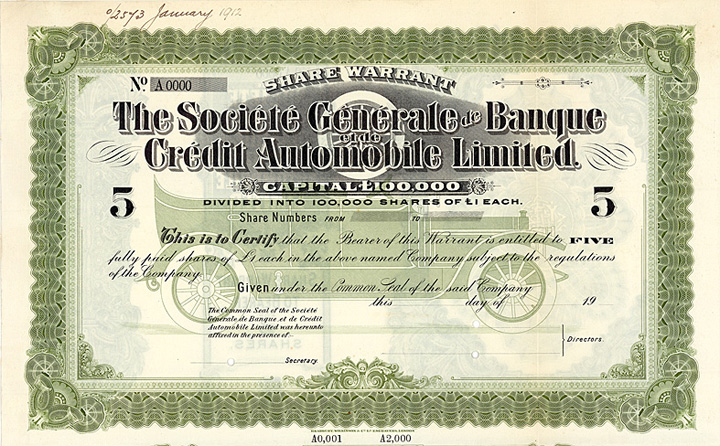 0/2573 January 1912
Nº A 0000
SHARE WARRANT
The Société Générale de Banque
et de
Crédit Automobile Limited.
CAPITAL £100,000
DIVIDED INTO 100,000 SHARES OF £1 EACH.
5 5
Share Numbers FROM TO
This is to Certify that the Bearer of this Warrant is entitled to FIVE
fully paid shares of £1 each in the above named Company subject to the regulations
of the Company.
Given under the Common Seal of the said Company
this day of 19
The Common Seal of the Société
Générale de Banque et de Crédit
Automobile Limited was hereunto
affixed in the presence of
Directors.
Secretary.
LONDON
A0,001 A2,000